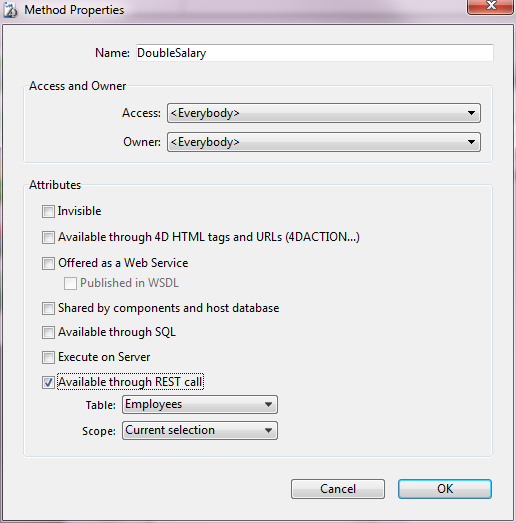 Method Properties
Name: DoubleSalary
Access and Owner
Access: <Everybody>
Owner: <Everybody>
Attributes
Invisible
Available through 4D HTML tags and URLs (4DACTION...)
Offered as a Web Service
Published in WSDL
Shared by components and host database
Available through SQL
Execute on Server
Available through REST call
Table: Employees
Scope: Current selection
Cancel OK